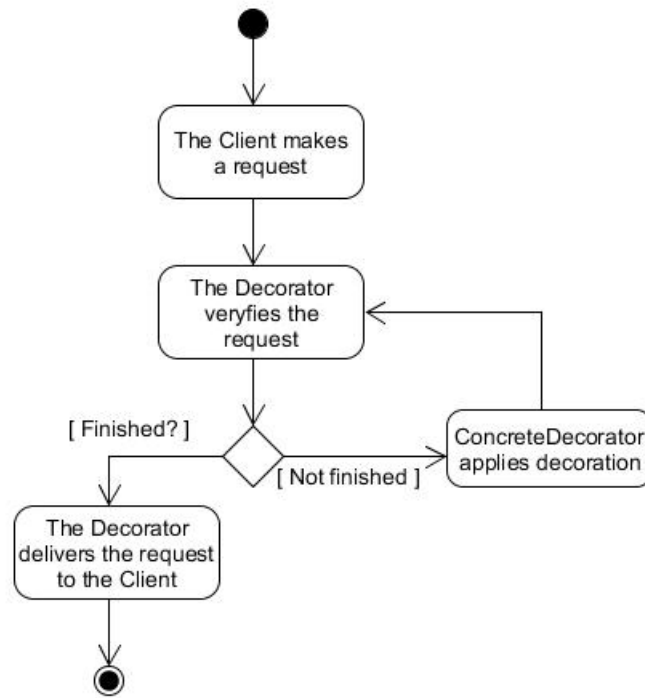 The Client makes
a request
The Decorator
veryfies the
request
[ Finished? ]
[ Not finished ]
ConcreteDecorator
applies decoration
The Decorator
delivers the request
to the Client